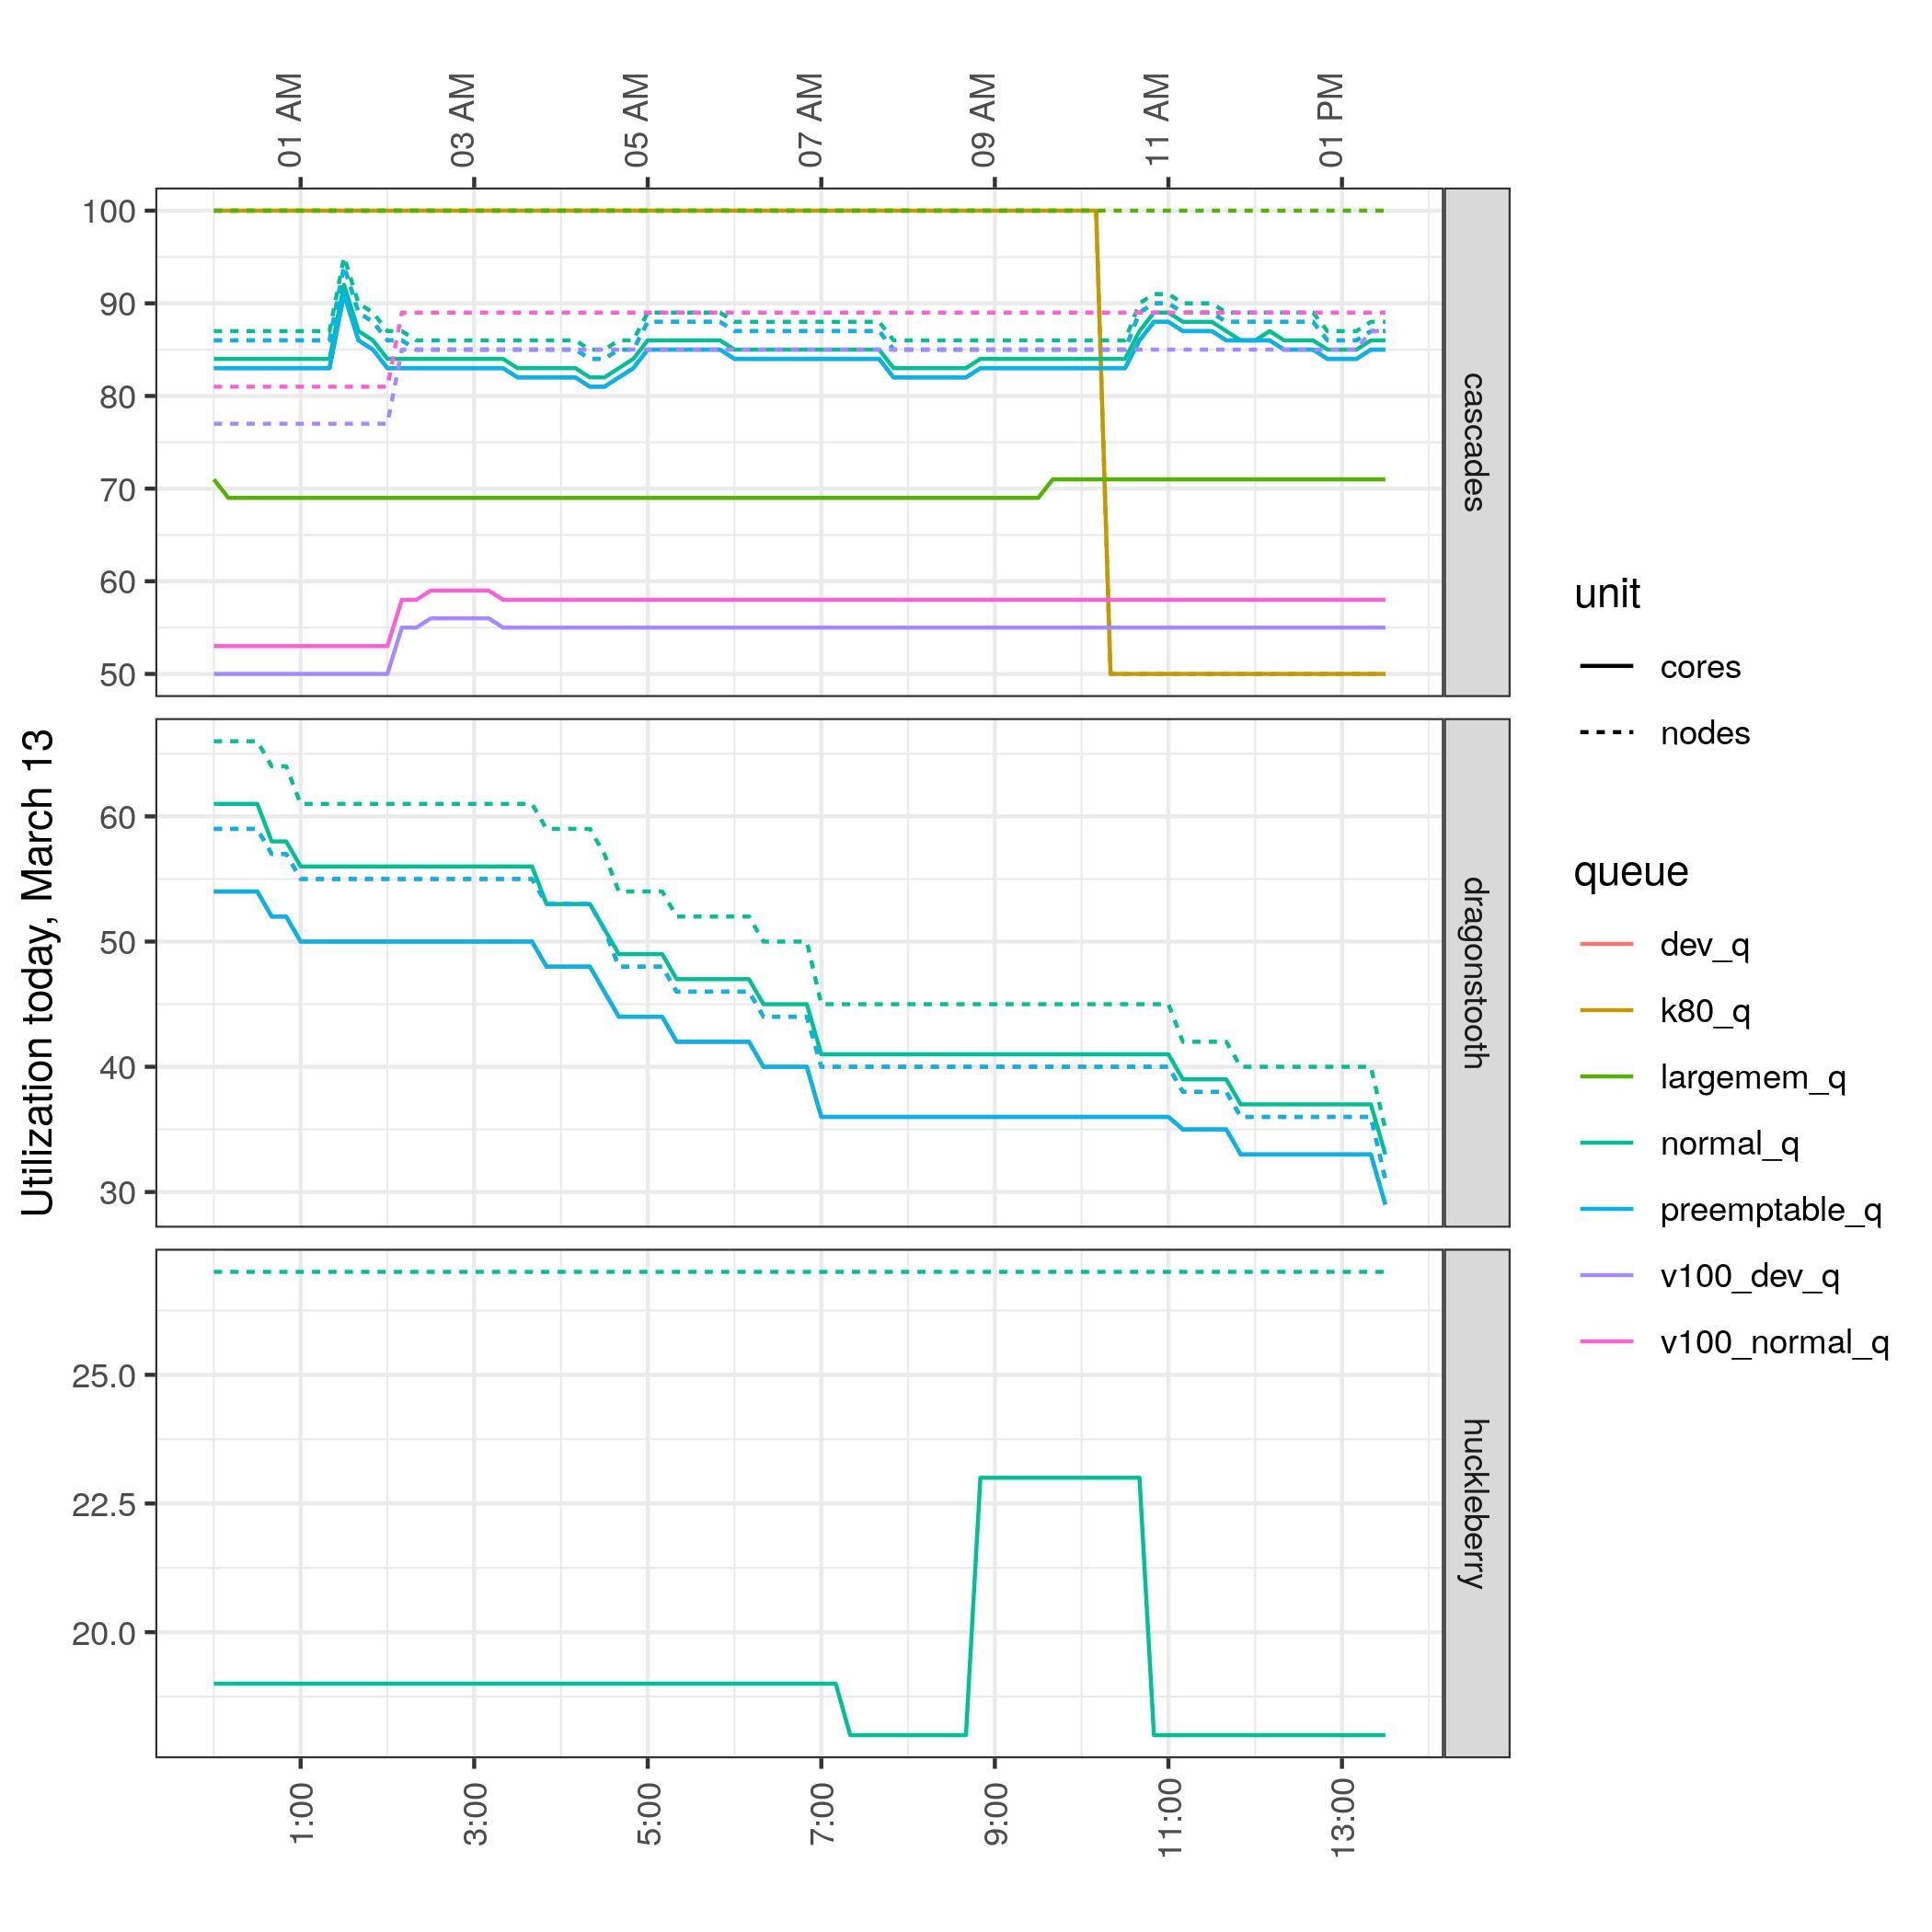 01 AM
03 AM
05 AM
07 AM
09 AM
11 AM
01 PM
Utilization today, March 13
100
90
80
70
60
50
cascades
60
50
40
30
dragonstooth
25.0
22.5
20.0
huckleberry
1:00
3:00
5:00
7:00
9:00
11:00
13:00
unit
cores
nodes
queue
dev_q
k80_q
largemem_q
normal_q
preemptable_q
v100_dev_q
v100_normal_q